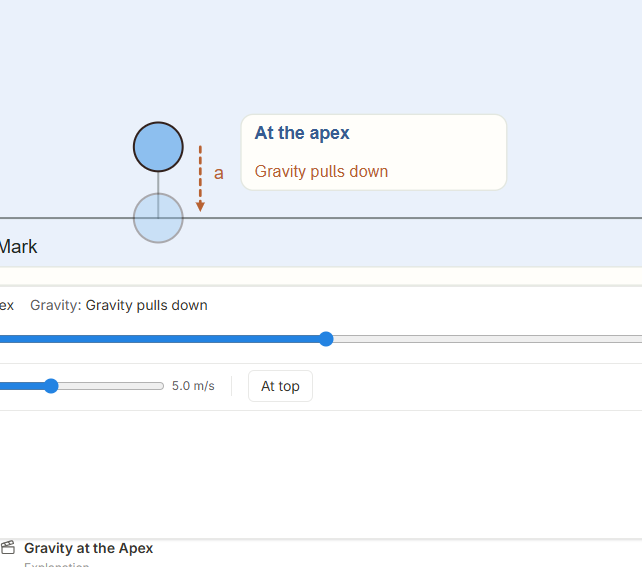 At the apex
a
Gravity pulls down
Mark
ex Gravity: Gravity pulls down
5.0 m/s At top
Gravity at the Apex